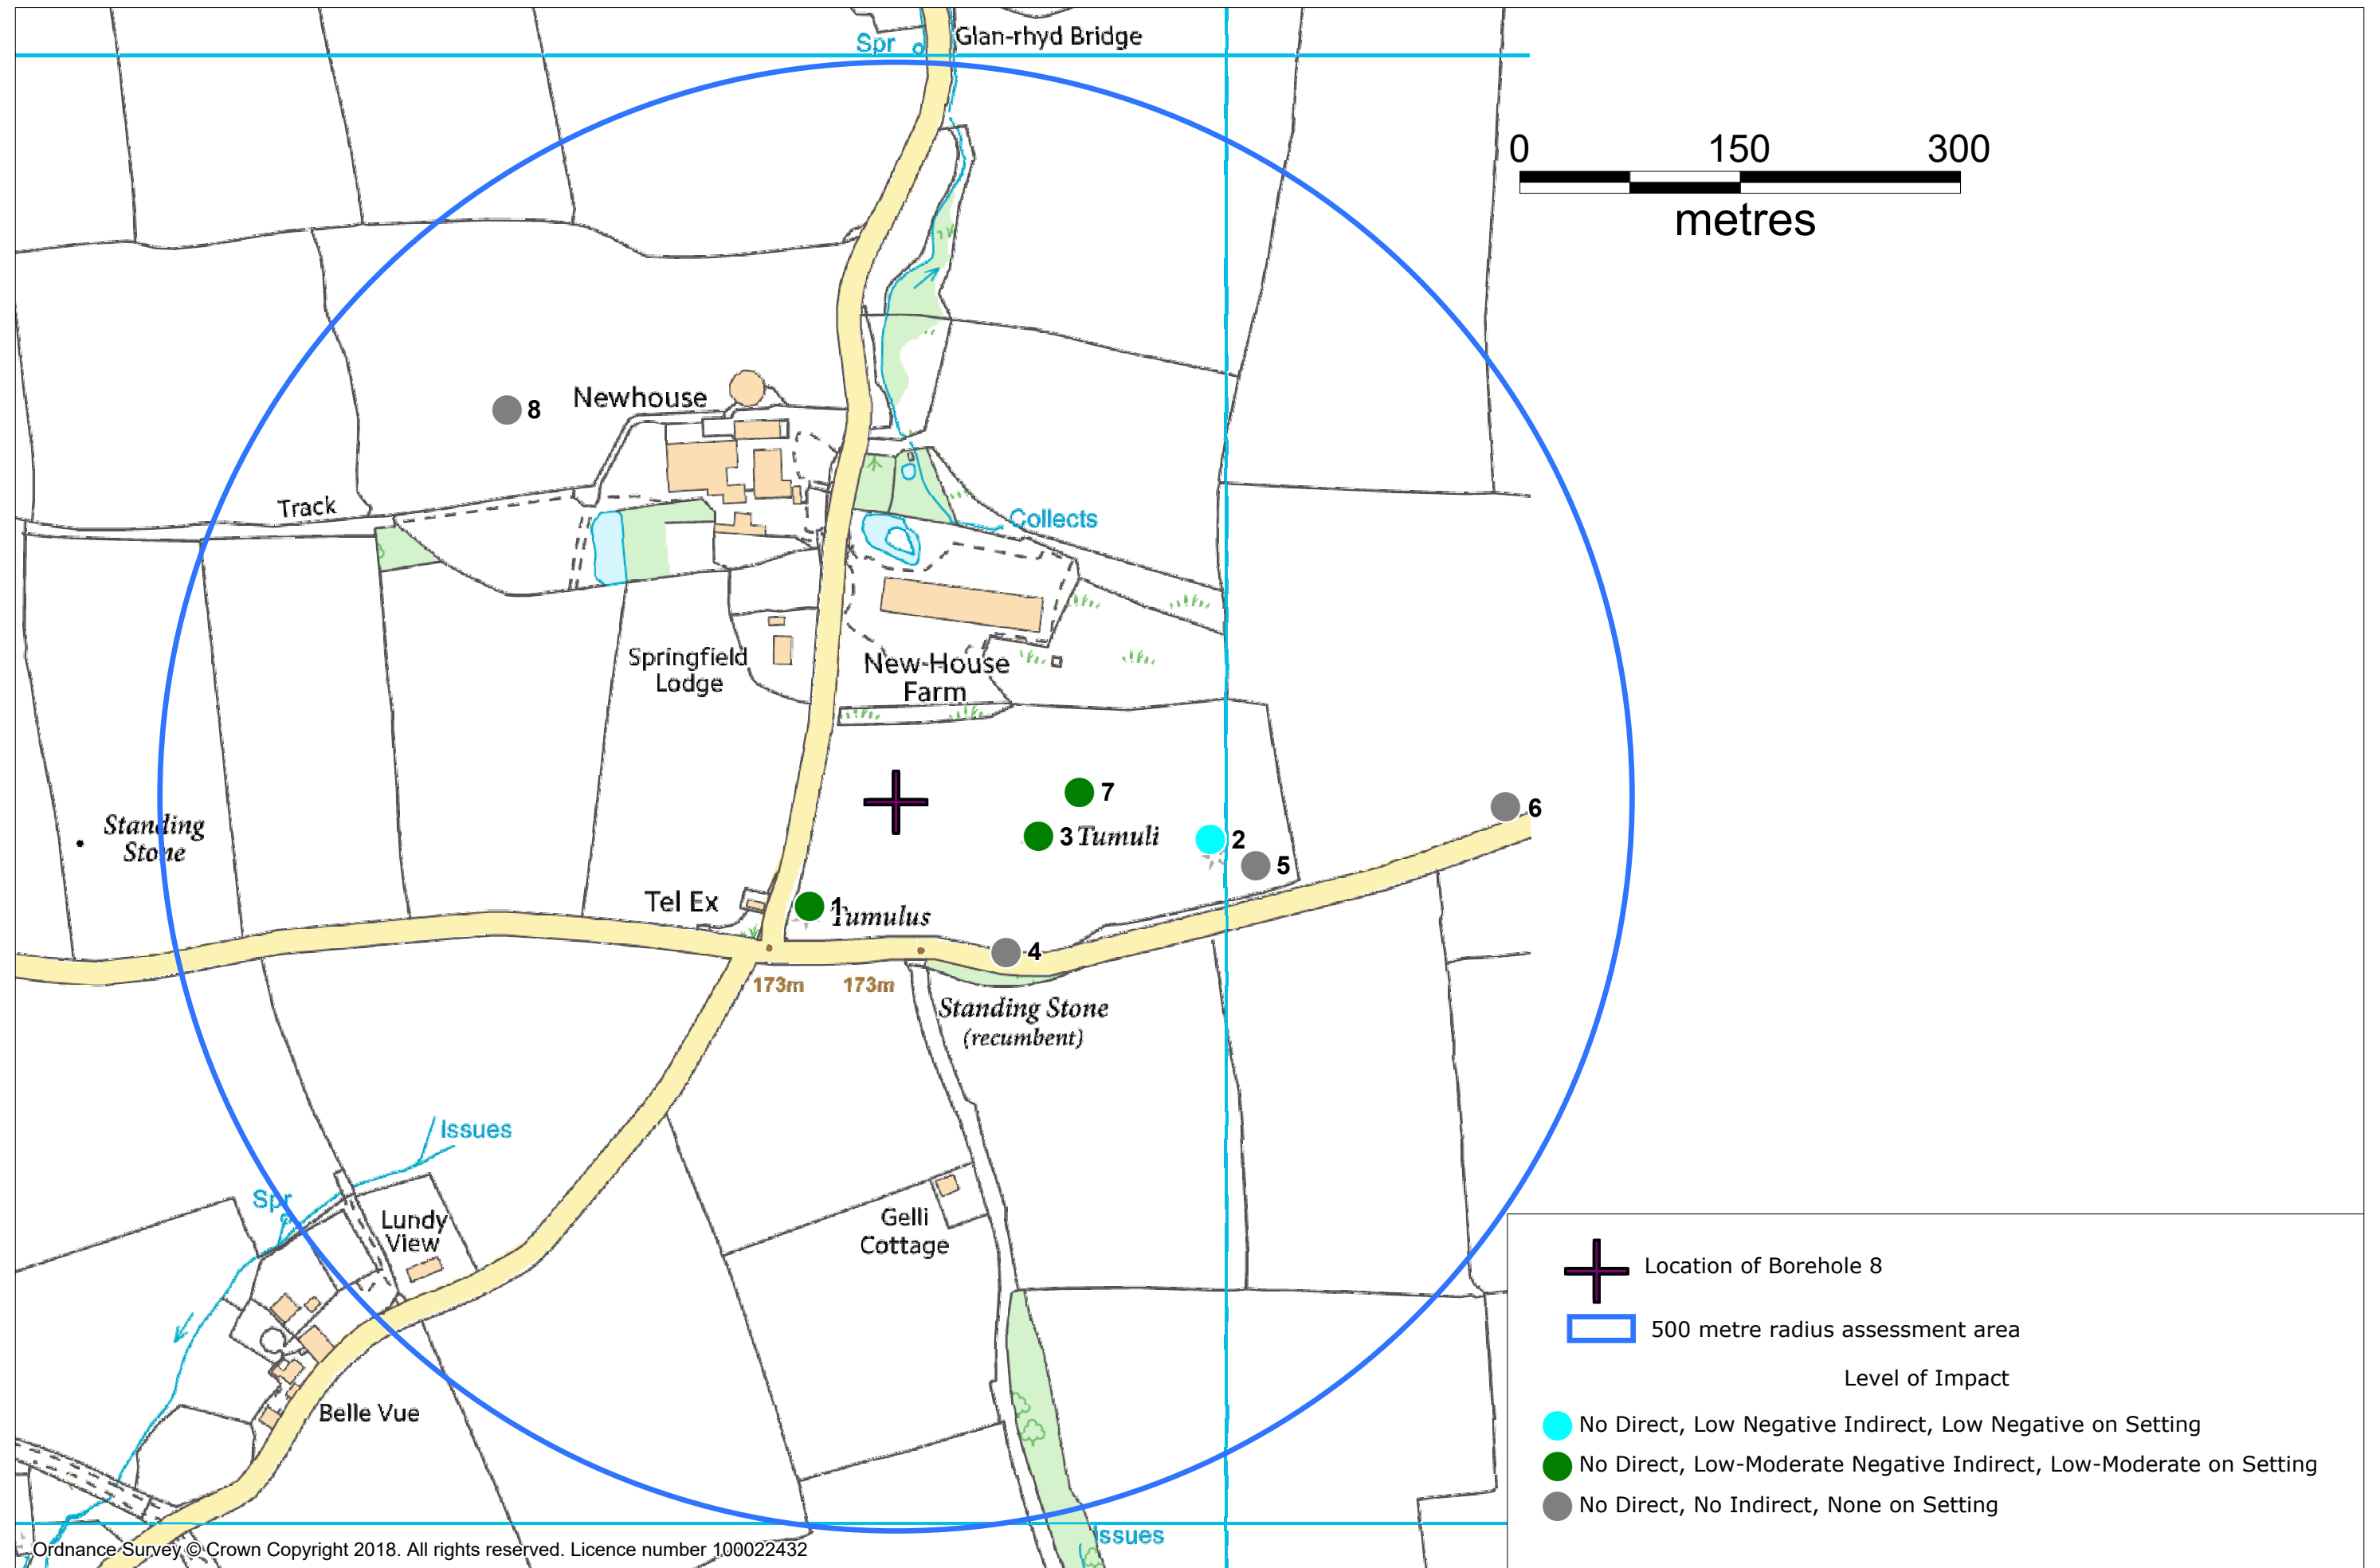 Spr
Glan-rhyd Bridge
0 150 300
metres
8
Newhouse
Track
Collects
Springfield
Lodge
New-House
Farm
7
6
Standing
Stone
3 Tumuli
2
5
Tel Ex
1
Tumulus
4
173m 173m
Standing Stone
(recumbent)
Issues
Spr
Lundy
View
Gelli
Cottage
Belle Vue
Issues
Location of Borehole 8
500 metre radius assessment area
Level of Impact
No Direct, Low Negative Indirect, Low Negative on Setting
No Direct, Low-Moderate Negative Indirect, Low-Moderate on Setting
No Direct, No Indirect, None on Setting
Ordnance Survey © Crown Copyright 2018. All rights reserved. Licence number 100022432